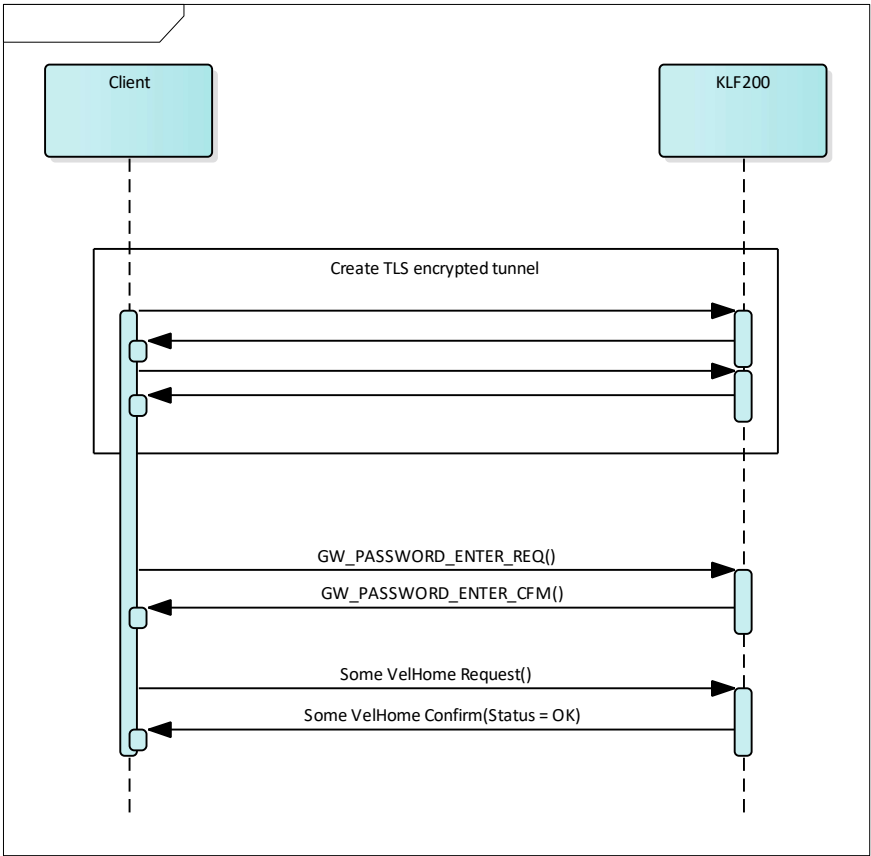 Client
KLF200
Create TLS encrypted tunnel
GW_PASSWORD_ENTER_REQ()
GW_PASSWORD_ENTER_CFM()
Some VelHome Request()
Some VelHome Confirm(Status = OK)